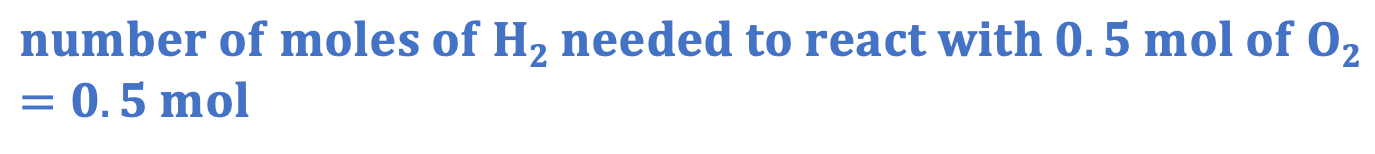 number of moles of H₂ needed to react with 0.5 mol of O₂
= 0.5 mol